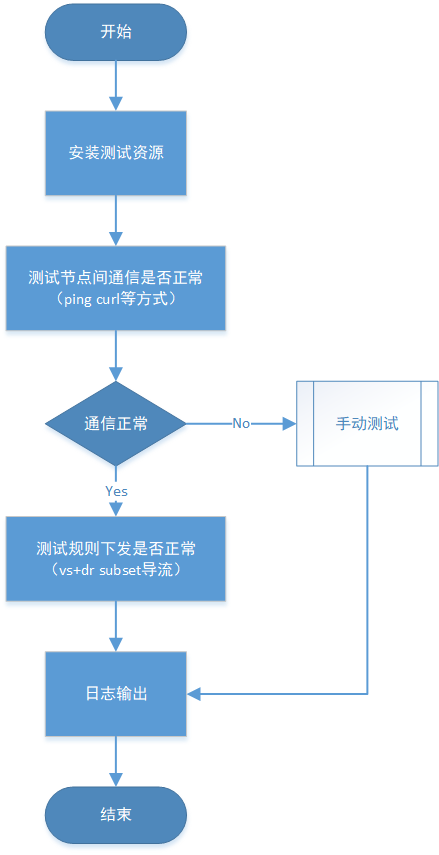 开始
安装测试资源
测试节点间通信是否正常
（ping curl等方式）
通信正常
No
手动测试
Yes
测试规则下发是否正常
（vs+dr subset导流）
日志输出
结束